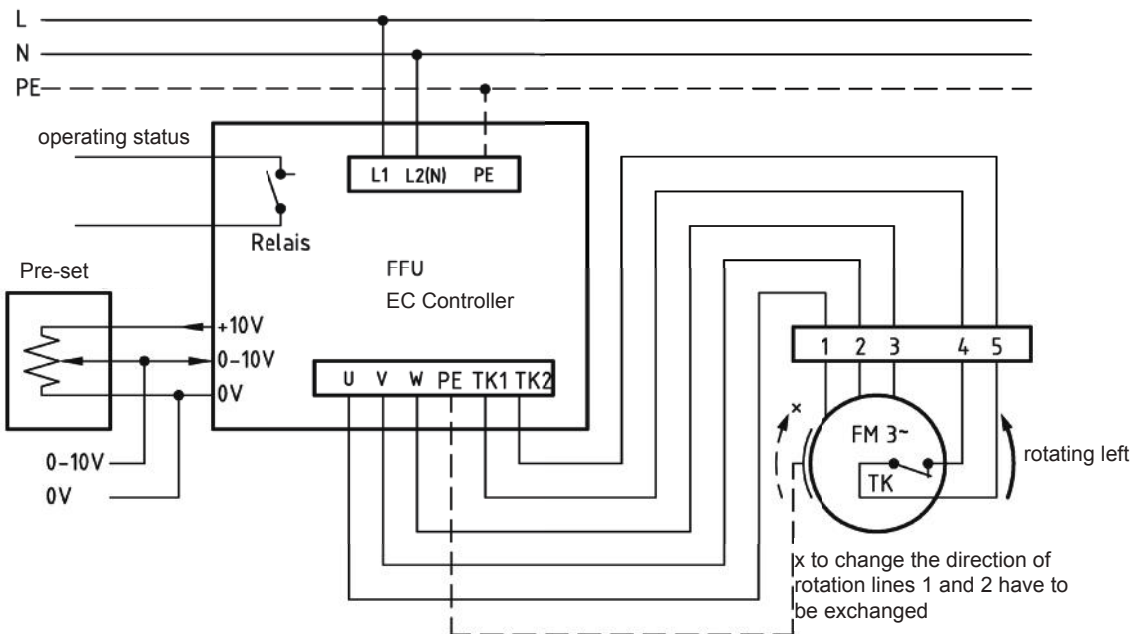 L
N
PE
operating status
L1 L2(N) PE
Relais
Pre-set
FFU
EC Controller
+10V
0-10V
0V
U V W PE TK1 TK2
0-10V
0V
1 2 3 4 5
x
FM 3~
TK
rotating left
x to change the direction of
rotation lines 1 and 2 have to
be exchanged